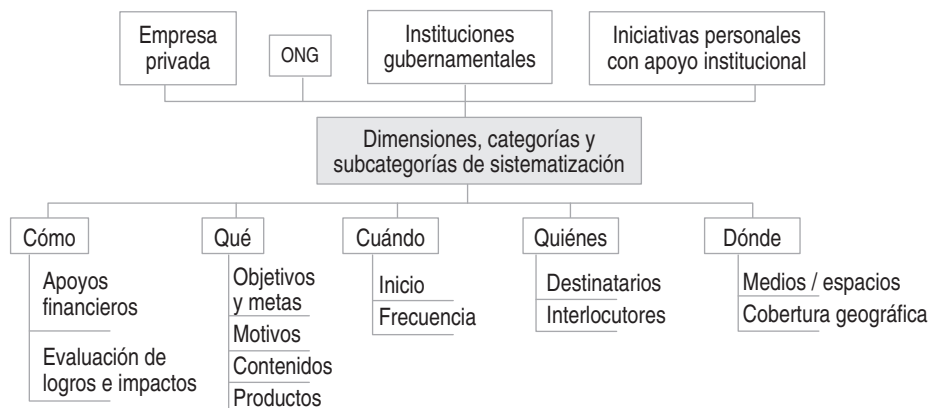 Empresa
privada
ONG
Instituciones
gubernamentales
Iniciativas personales
con apoyo institucional
Dimensiones, categorías y
subcategorías de sistematización
Cómo
Qué
Cuándo
Quiénes
Dónde
Apoyos
financieros
Evaluación de
logros e impactos
Objetivos
y metas
Motivos
Contenidos
Productos
Inicio
Frecuencia
Destinatarios
Interlocutores
Medios / espacios
Cobertura geográfica